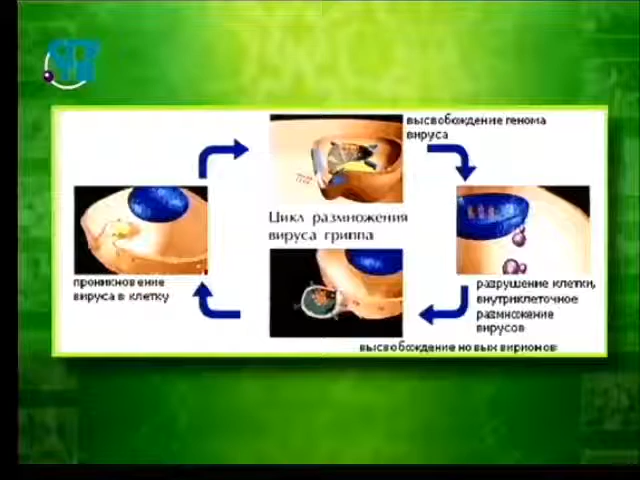 высвобождение генома
вируса
Цикл размножения
вируса гриппа
проникновение
вируса в клетку
разрушение клетки,
внутриклеточное
размножение
вирусов
высвобождение новых вирионов